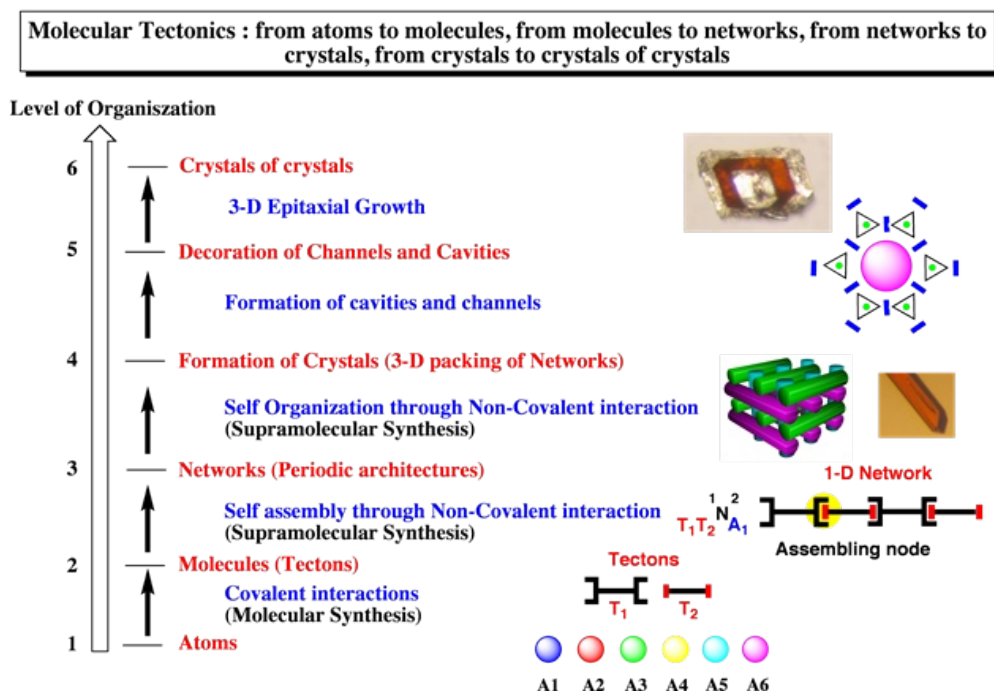 Molecular Tectonics : from atoms to molecules, from molecules to networks, from networks to
crystals, from crystals to crystals of crystals
Level of Organiszation
6
Crystals of crystals
3-D Epitaxial Growth
5
Decoration of Channels and Cavities
Formation of cavities and channels
4
Formation of Crystals (3-D packing of Networks)
Self Organization through Non-Covalent interaction
(Supramolecular Synthesis)
3
Networks (Periodic architectures)
1-D Network
Self assembly through Non-Covalent interaction
(Supramolecular Synthesis)
T1T2 1N2 A1
Assembling node
2
Molecules (Tectons)
Tectons
Covalent interactions
(Molecular Synthesis)
T1 T2
1
Atoms
A1 A2 A3 A4 A5 A6